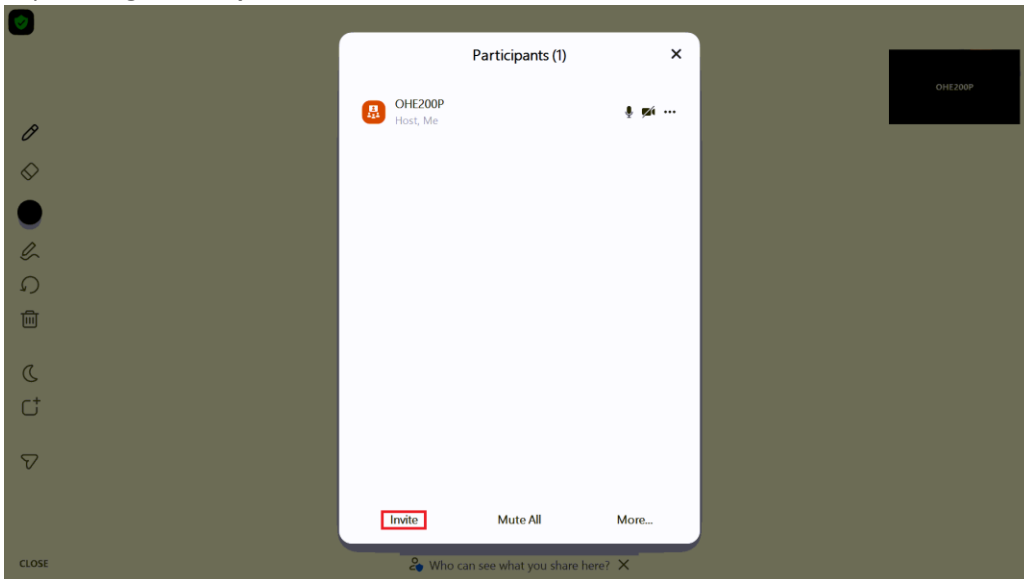 Participants (1)
OHE200P
OHE200P
Host, Me
Invite Mute All More...
CLOSE Who can see what you share here?